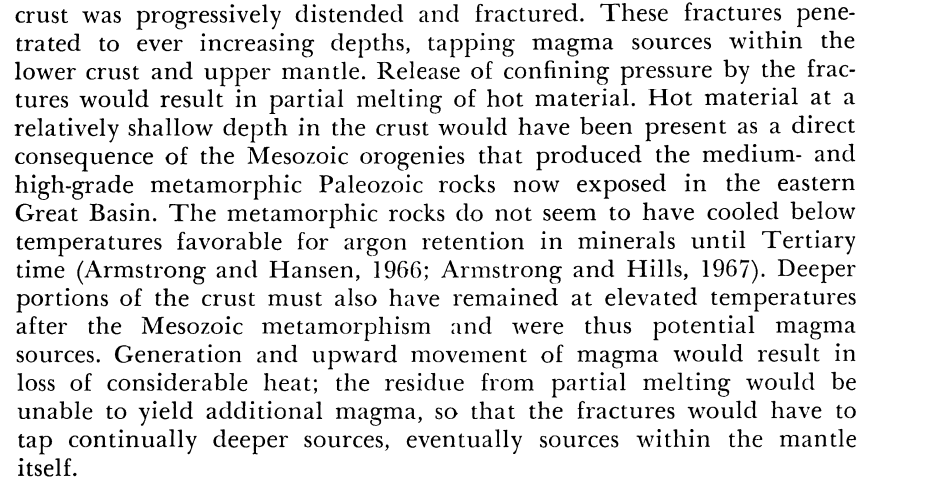 crust was progressively distended and fractured. These fractures pene-
trated to ever increasing depths, tapping magma sources within the
lower crust and upper mantle. Release of confining pressure by the frac-
tures would result in partial melting of hot material. Hot material at a
relatively shallow depth in the crust would have been present as a direct
consequence of the Mesozoic orogenies that produced the medium- and
high-grade metamorphic Paleozoic rocks now exposed in the eastern
Great Basin. The metamorphic rocks do not seem to have cooled below
temperatures favorable for argon retention in minerals until Tertiary
time (Armstrong and Hansen, 1966; Armstrong and Hills, 1967). Deeper
portions of the crust must also have remained at elevated temperatures
after the Mesozoic metamorphism and were thus potential magma
sources. Generation and upward movement of magma would result in
loss of considerable heat; the residue from partial melting would be
unable to yield additional magma, so that the fractures would have to
tap continually deeper sources, eventually sources within the mantle
itself.